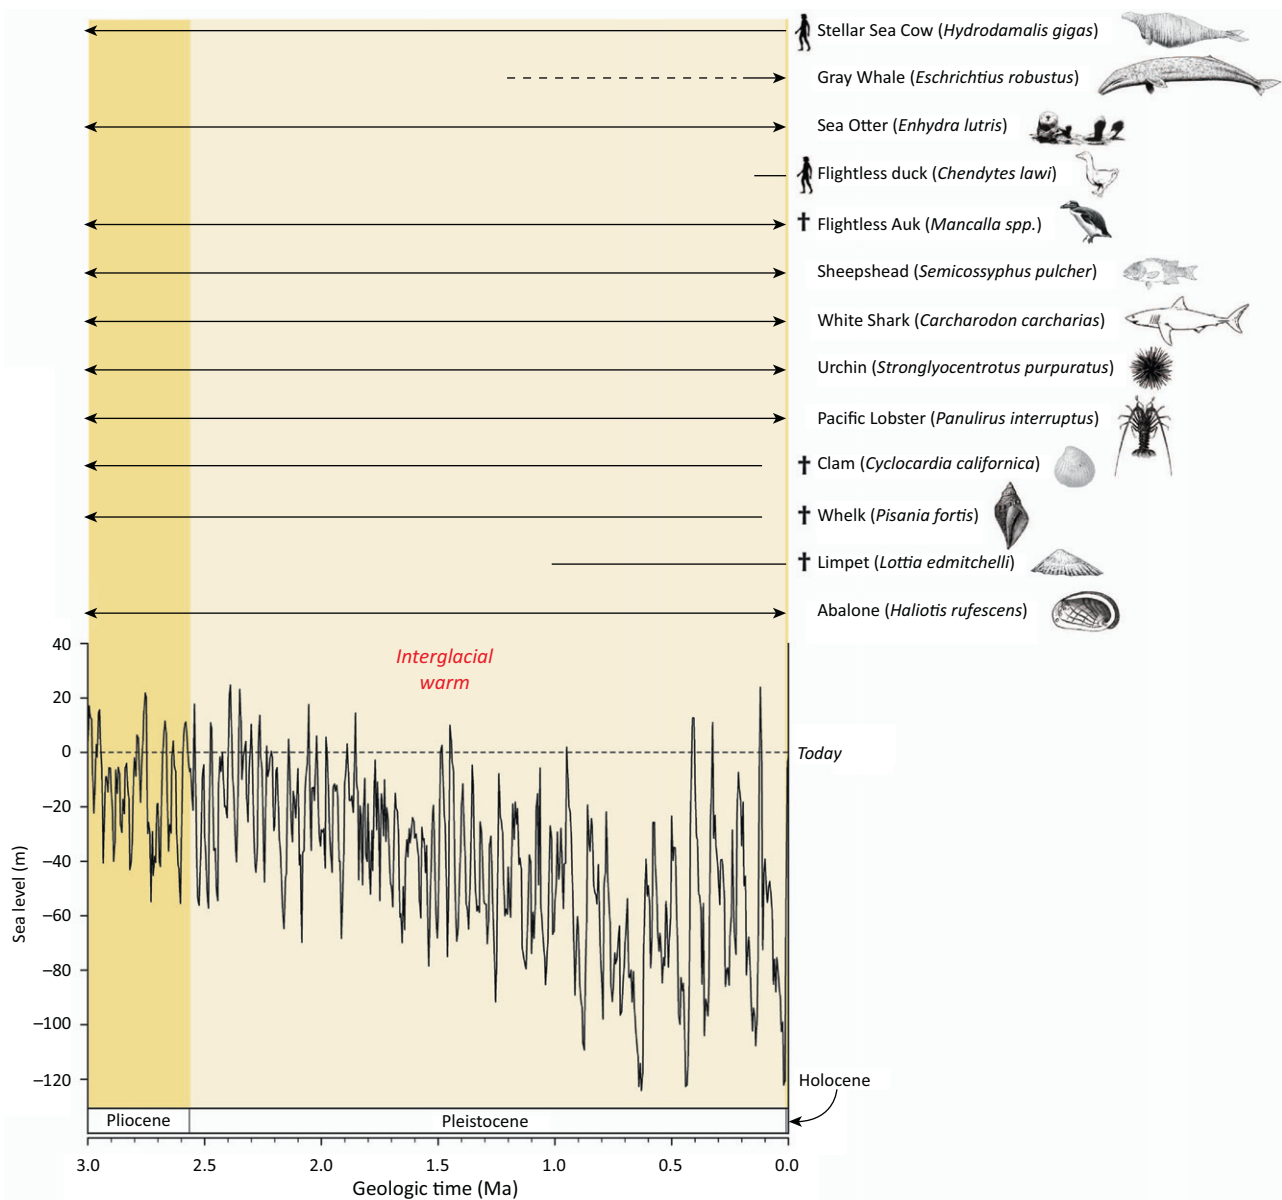 Stellar Sea Cow (Hydrodamalis gigas)
Gray Whale (Eschrichtius robustus)
Sea Otter (Enhydra lutris)
Flightless duck (Chendytes lawi)
Flightless Auk (Mancalla spp.)
Sheepshead (Semicossyphus pulcher)
White Shark (Carcharodon carcharias)
Urchin (Stronglyocentrotus purpuratus)
Pacific Lobster (Panulirus interruptus)
Clam (Cyclocardia californica)
Whelk (Pisania fortis)
Limpet (Lottia edmitchelli)
Abalone (Haliotis rufescens)
Interglacial
warm
40
20
0
–20
–40
–60
–80
–100
–120
Sea level (m)
Today
Holocene
Pliocene
Pleistocene
3.0 2.5 2.0 1.5 1.0 0.5 0.0
Geologic time (Ma)